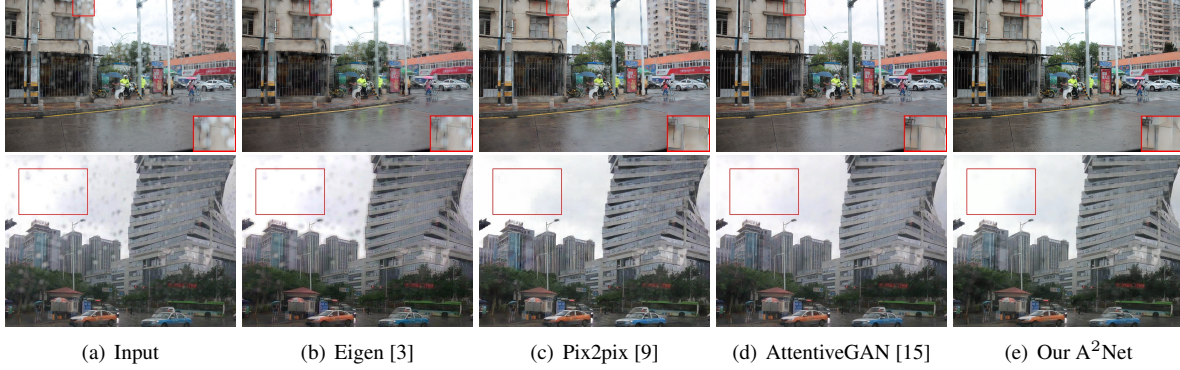 (a) Input
(b) Eigen [3]
(c) Pix2pix [9]
(d) AttentiveGAN [15]
(e) Our A²Net